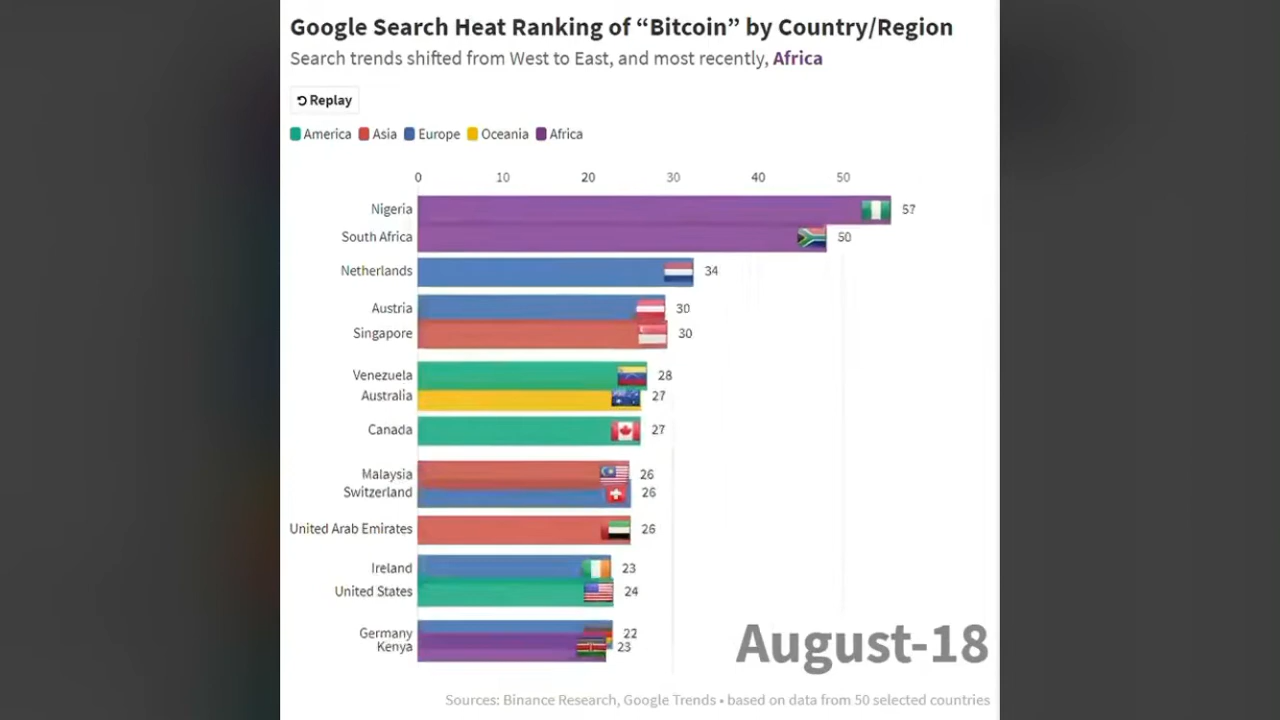 Google Search Heat Ranking of “Bitcoin” by Country/Region
Search trends shifted from West to East, and most recently, Africa
Replay
America Asia Europe Oceania Africa
0 10 20 30 40 50
Nigeria 57
South Africa 50
Netherlands 34
Austria 30
Singapore 30
Venezuela 28
Australia 27
Canada 27
Malaysia 26
Switzerland 26
United Arab Emirates 26
Ireland 23
United States 24
Germany 22
Kenya 23
August-18
Sources: Binance Research, Google Trends • based on data from 50 selected countries